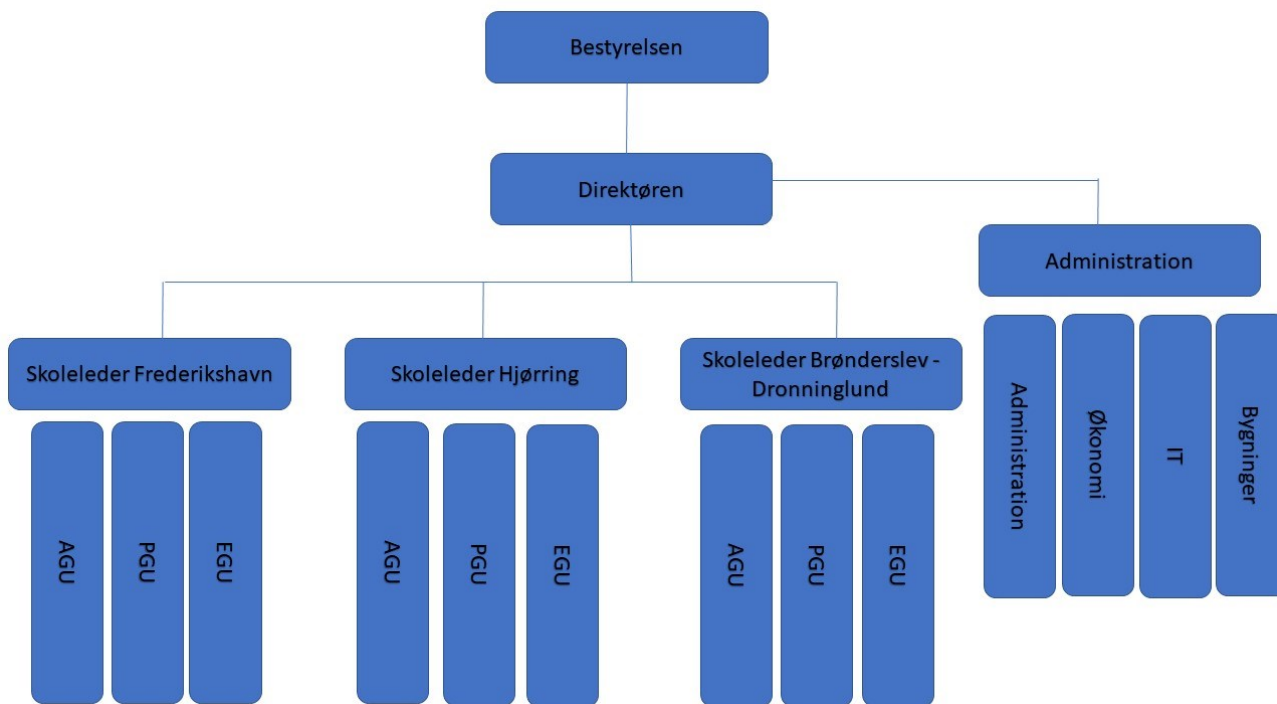 Bestyrelsen
Direktøren
Administration
Skoleleder Frederikshavn
Skoleleder Hjørring
Skoleleder Brønderslev -
Dronninglund
Administration
Økonomi
IT
Bygninger
AGU
PGU
EGU
AGU
PGU
EGU
AGU
PGU
EGU